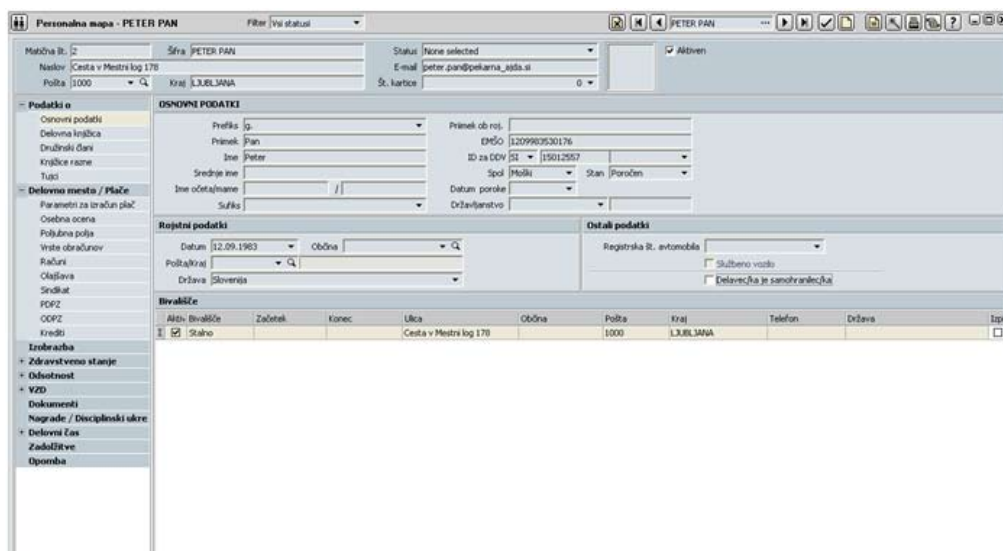 Personalna mapa - PETER PAN Filter Vsi statusi PETER PAN ...
Matična št. 2 Šifra PETER PAN Status None selected Aktiven
Naslov Cesta v Mestni log 178 E-mail peter.pan@pekarna_ajda.si
Pošta 1000 Kraj LJUBLJANA Št. kartice 0
Podatki o
Osnovni podatki
Delovna knjižica
Družinski člani
Knjižice razne
Tujci
Delovno mesto / Plače
Parametri za izračun plač
Osebna ocena
Poljubna polja
Vrste obračunov
Računi
Olajšava
Sindikat
PDPZ
ODPZ
Krediti
Izobrazba
Zdravstveno stanje
Odsotnost
VZD
Dokumenti
Nagrade / Disciplinski ukre
Delovni čas
Zadolžitve
Opomba
OSNOVNI PODATKI
Prefiks g. Priimek ob roj.
Priimek Pan EMŠO 1209983530176
Ime Peter ID za DDV SI 15012557
Srednje ime Spol Moški Stan Poročen
Ime očeta/mame / Datum poroke
Sufiks Državljanstvo
Rojstni podatki Ostali podatki
Datum 12.09.1983 Občina Registrska št. avtomobila
Pošta/Kraj Službeno vozilo
Država Slovenija Delavec/ka je samohranilec/ka
Bivališče
Aktiv Bivališče Začetek Konec Ulica Občina Pošta Kraj Telefon Država Izpi
Stalno Cesta v Mestni log 178 1000 LJUBLJANA